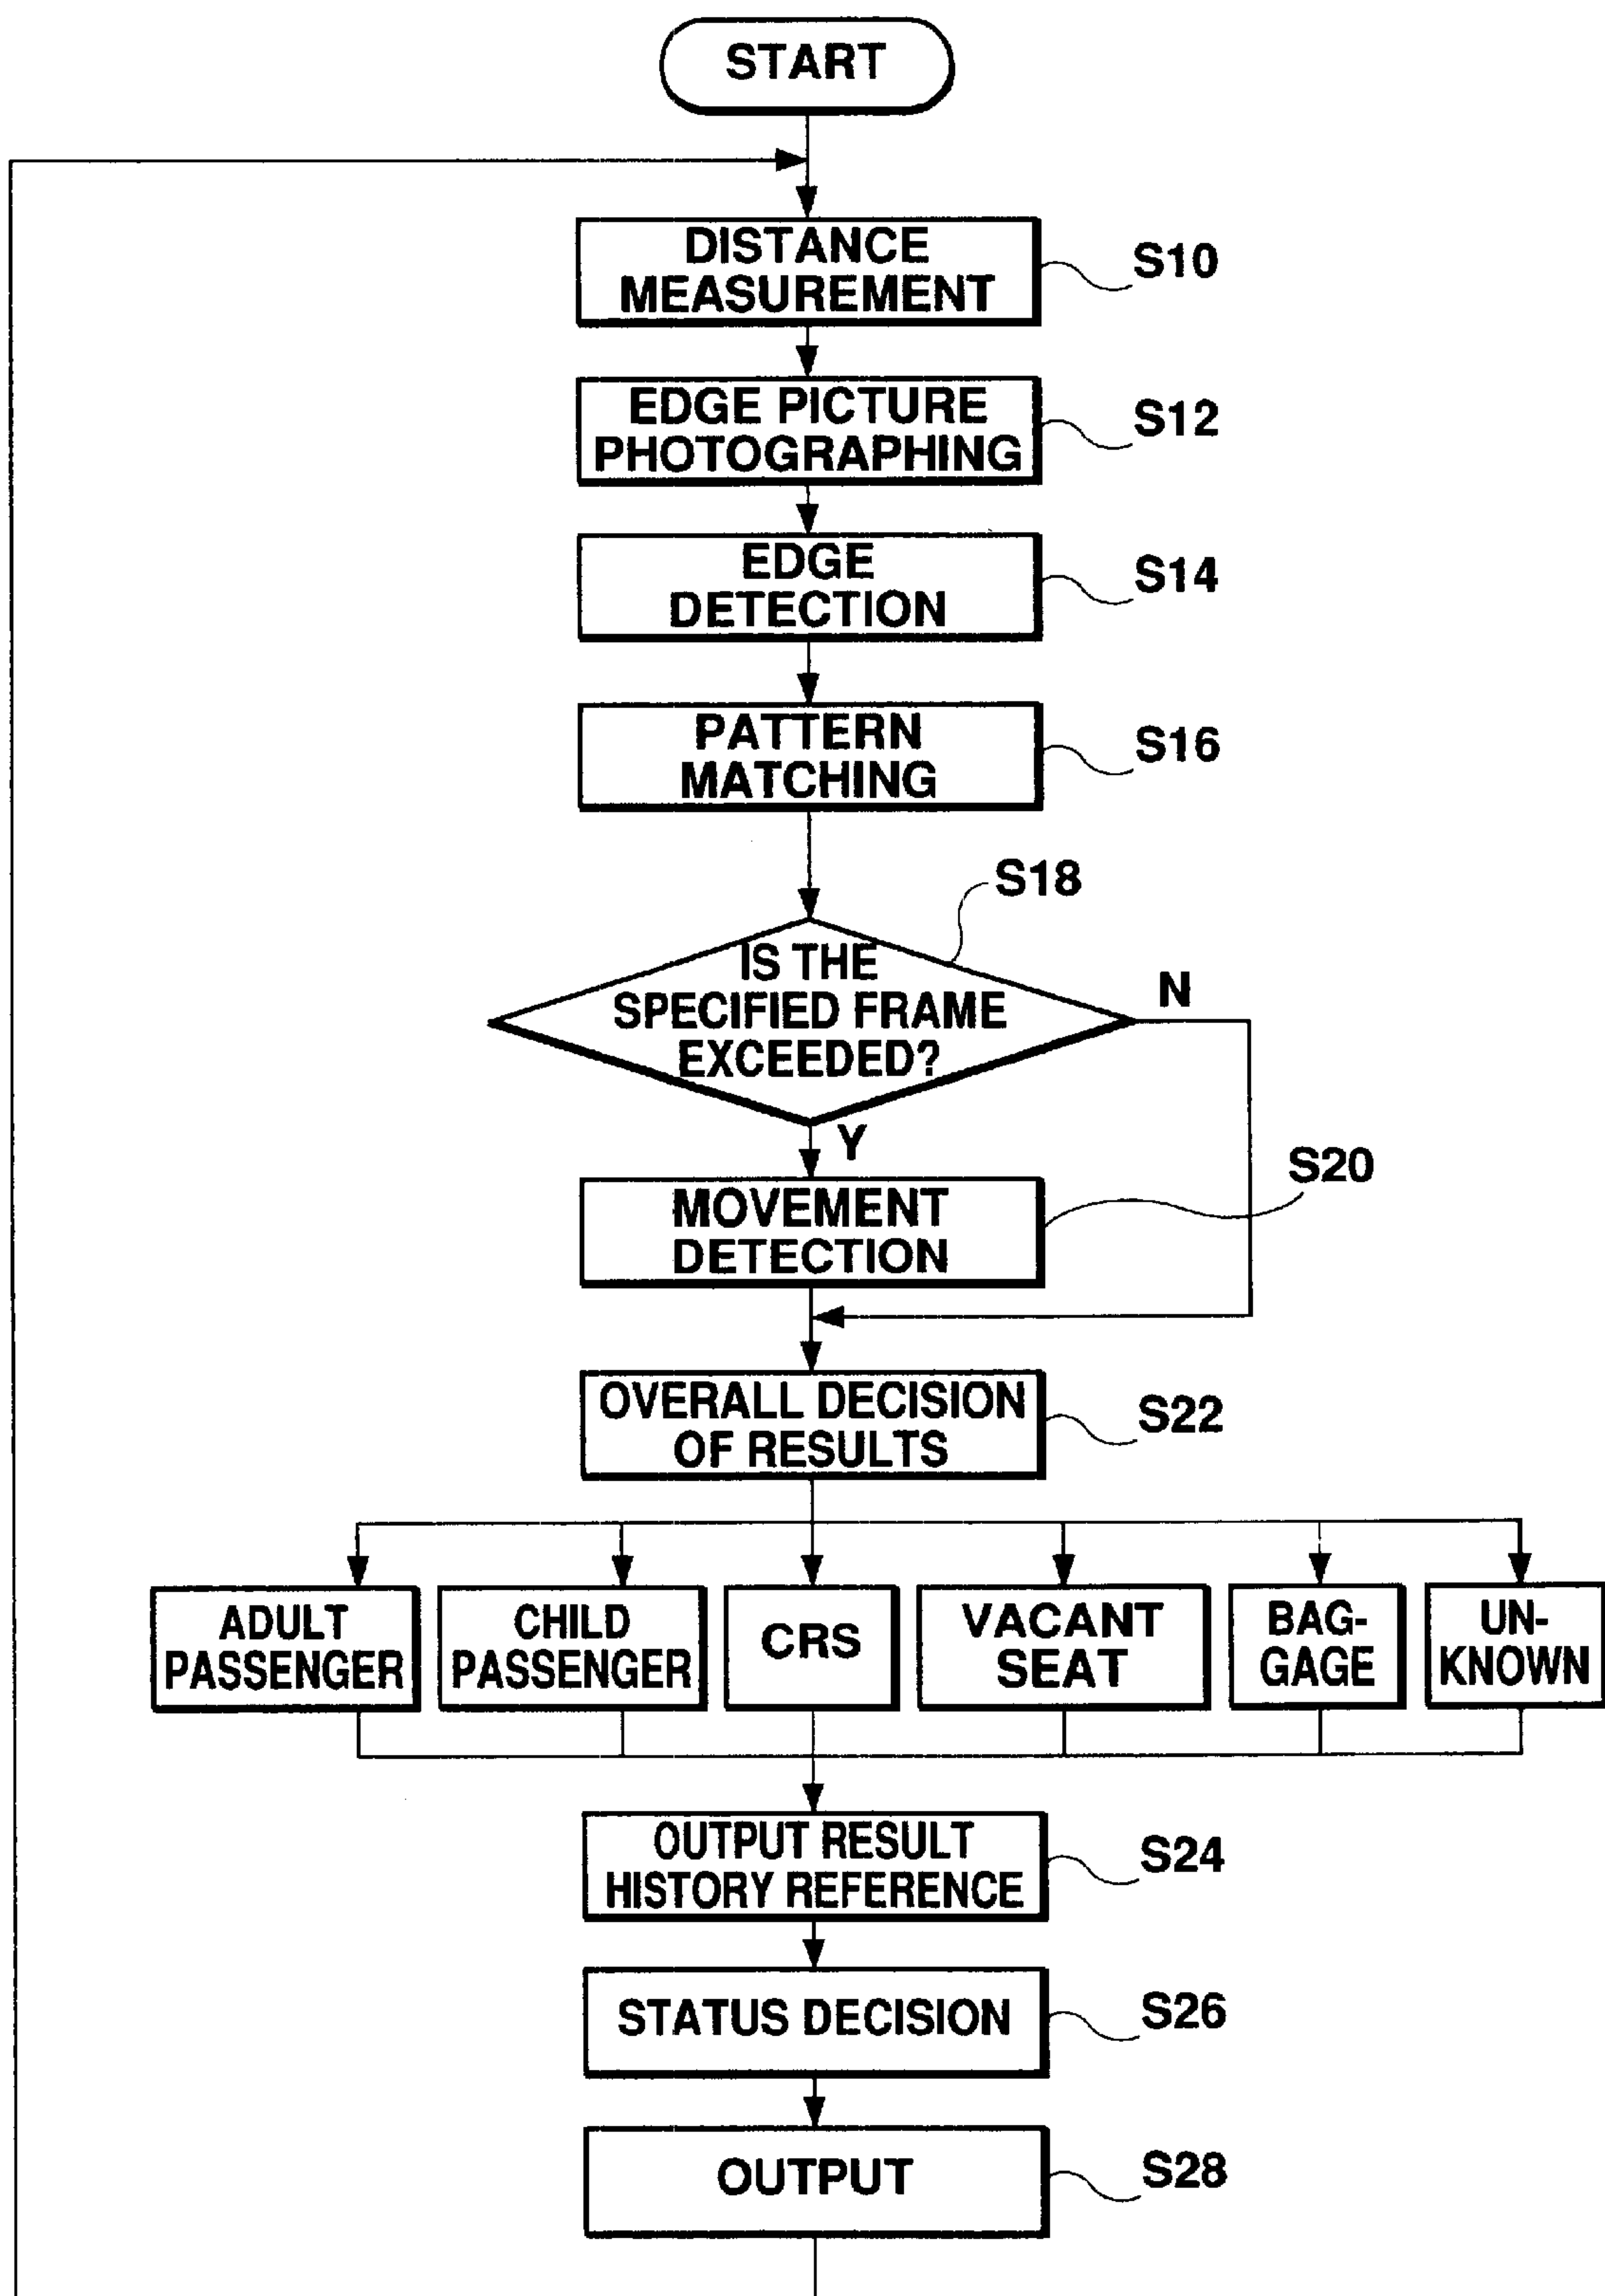 START
DISTANCE
MEASUREMENT
S10
EDGE PICTURE
PHOTOGRAPHING
S12
EDGE
DETECTION
S14
PATTERN
MATCHING
S16
S18
IS THE
SPECIFIED FRAME
EXCEEDED?
N
Y
MOVEMENT
DETECTION
S20
OVERALL DECISION
OF RESULTS
S22
ADULT
PASSENGER
CHILD
PASSENGER
CRS
VACANT
SEAT
BAG-
GAGE
UN-
KNOWN
OUTPUT RESULT
HISTORY REFERENCE
S24
STATUS DECISION
S26
OUTPUT
S28